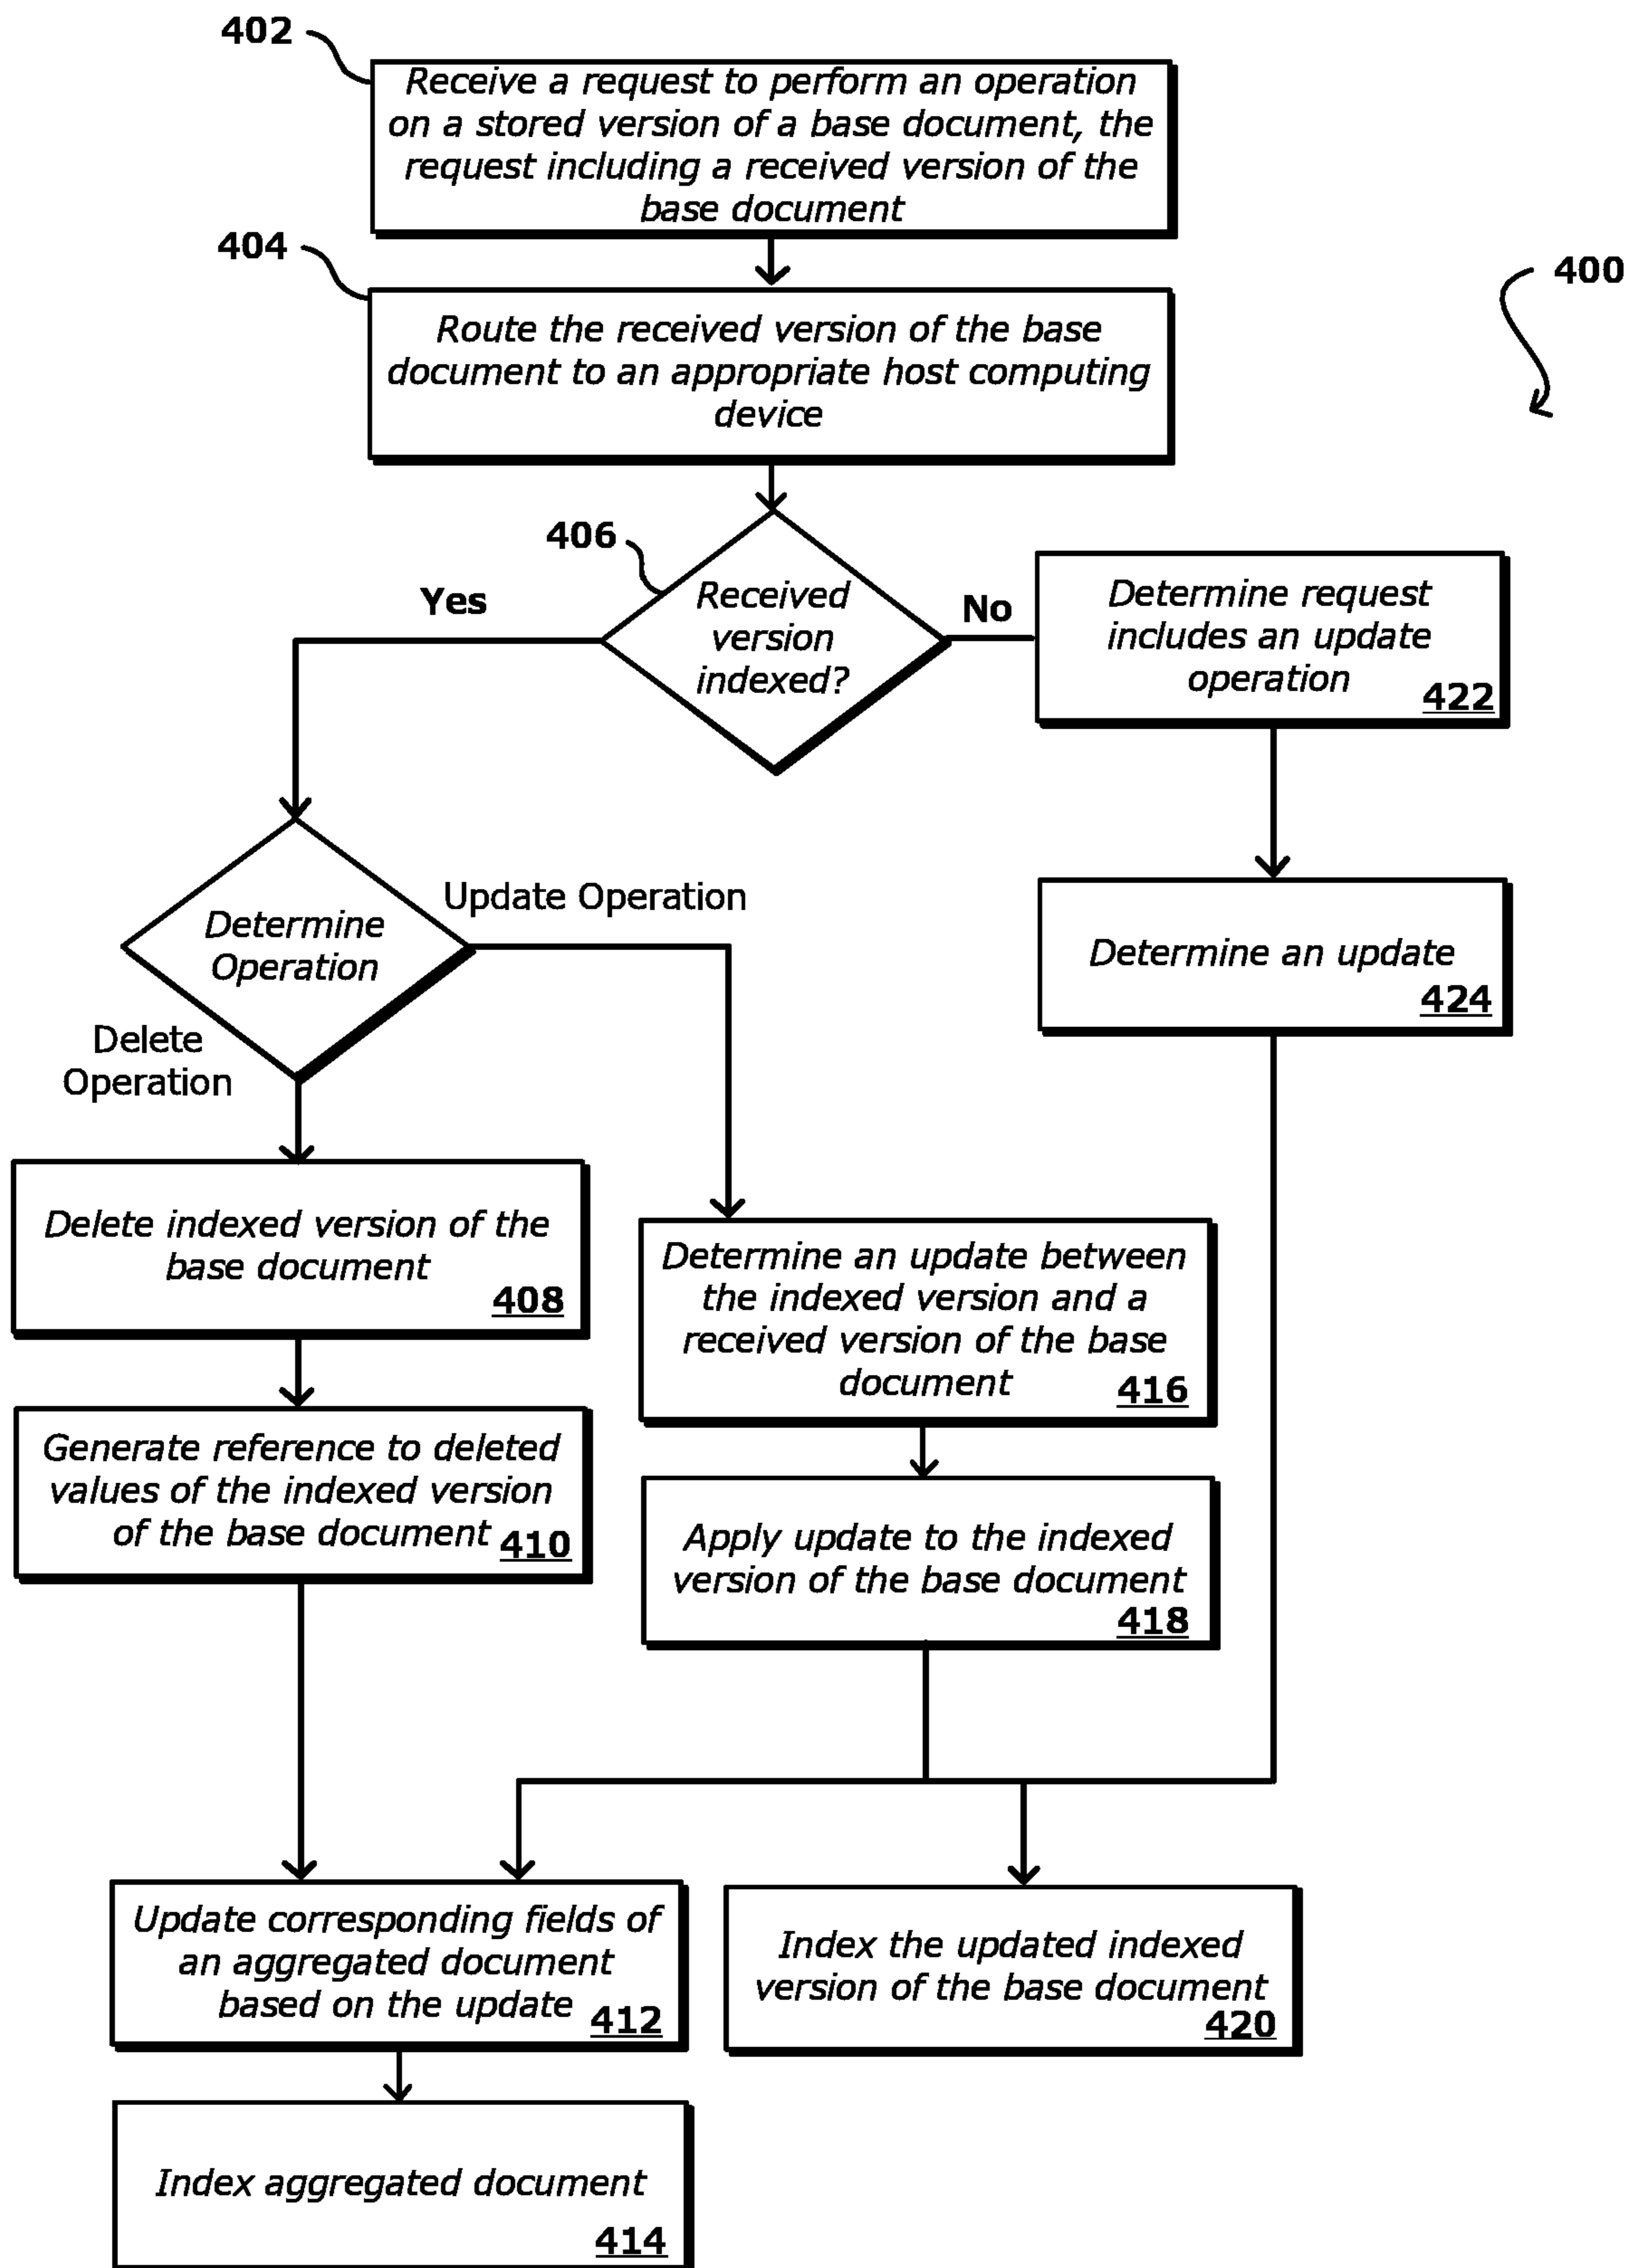 402
Receive a request to perform an operation
on a stored version of a base document, the
request including a received version of the
base document
404
400
Route the received version of the base
document to an appropriate host computing
device
406
Received
version
indexed?
Yes
No
Determine request
includes an update
operation
422
Determine
Operation
Update Operation
Delete
Operation
Determine an update
424
Delete indexed version of the
base document
408
Determine an update between
the indexed version and a
received version of the base
document
416
Generate reference to deleted
values of the indexed version
of the base document
410
Apply update to the indexed
version of the base document
418
Update corresponding fields of
an aggregated document
based on the update
412
Index the updated indexed
version of the base document
420
Index aggregated document
414